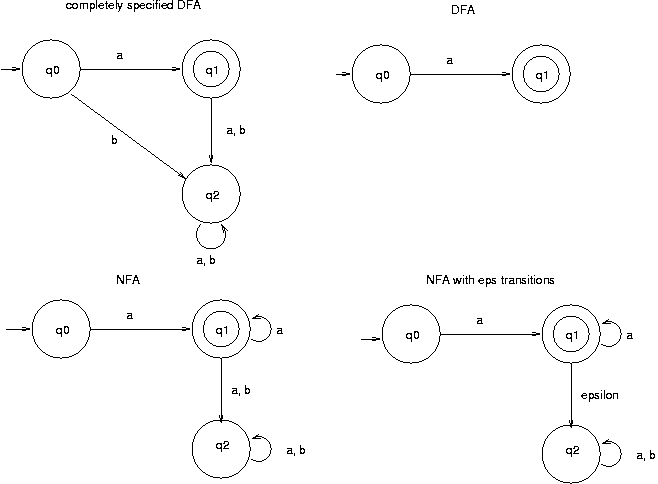 completely specified DFA
q0
a
q1
b
a, b
q2
a, b
DFA
q0
a
q1
NFA
q0
a
q1
a
a, b
q2
a, b
NFA with eps transitions
q0
a
q1
a
epsilon
q2
a, b